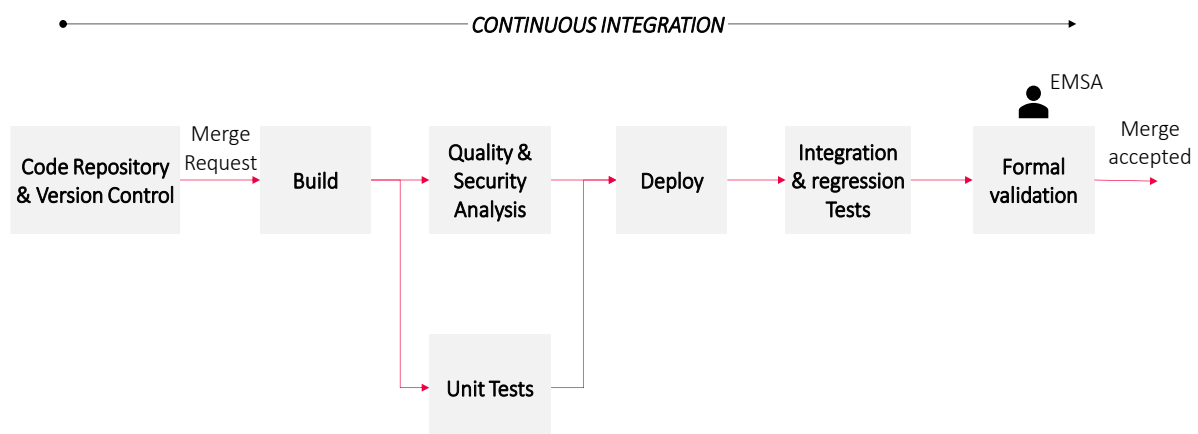 CONTINUOUS INTEGRATION
EMSA
Merge
Request
Merge
accepted
Code Repository
& Version Control
Build
Quality &
Security
Analysis
Deploy
Integration
& regression
Tests
Formal
validation
Unit Tests